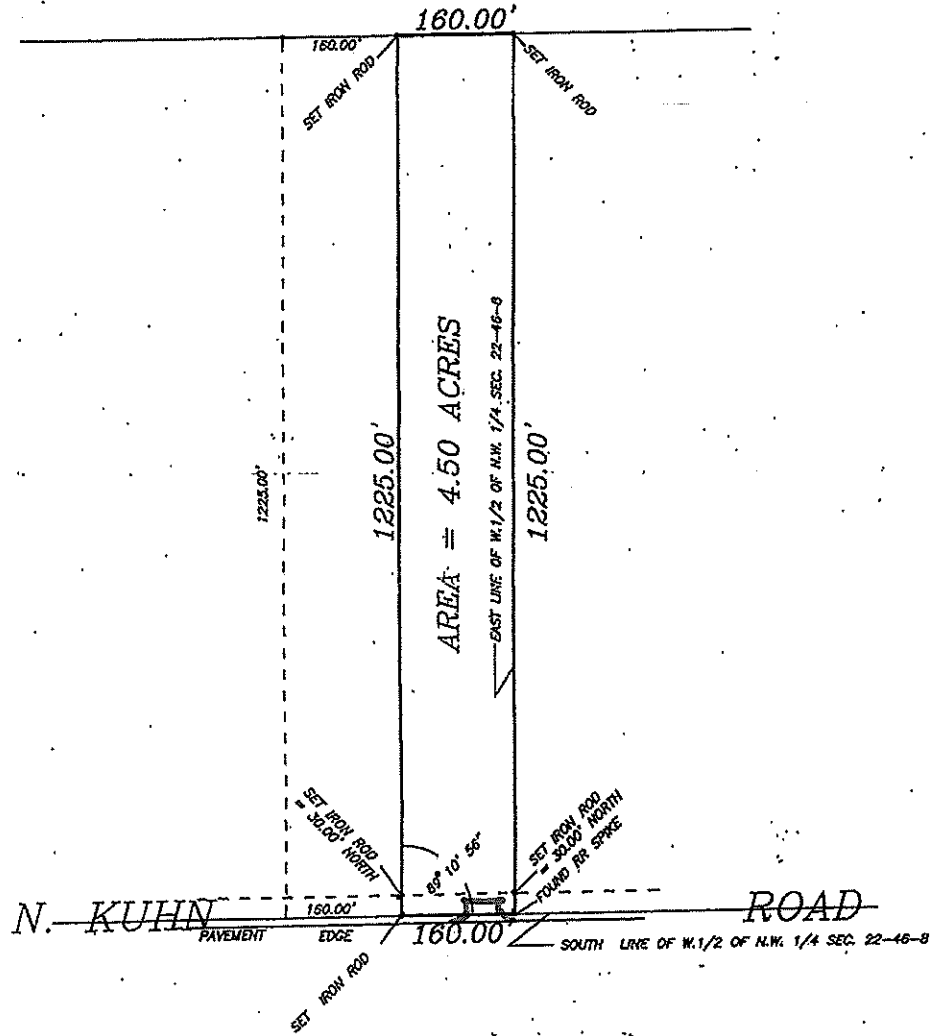 160.00'
160.00'
SET IRON ROD
SET IRON ROD
1225.00'
1225.00'
AREA = 4.50 ACRES
EAST LINE OF W.1/2 OF N.W. 1/4 SEC. 22-46-8
1225.00'
SET IRON ROD
= 30.00' NORTH
89° 10' 56"
SET IRON ROD
= 30.00' NORTH
FOUND RR SPIKE
N. KUHN ROAD
160.00'
PAVEMENT EDGE
160.00'
SOUTH LINE OF W.1/2 OF N.W. 1/4 SEC. 22-46-8
SET IRON ROD